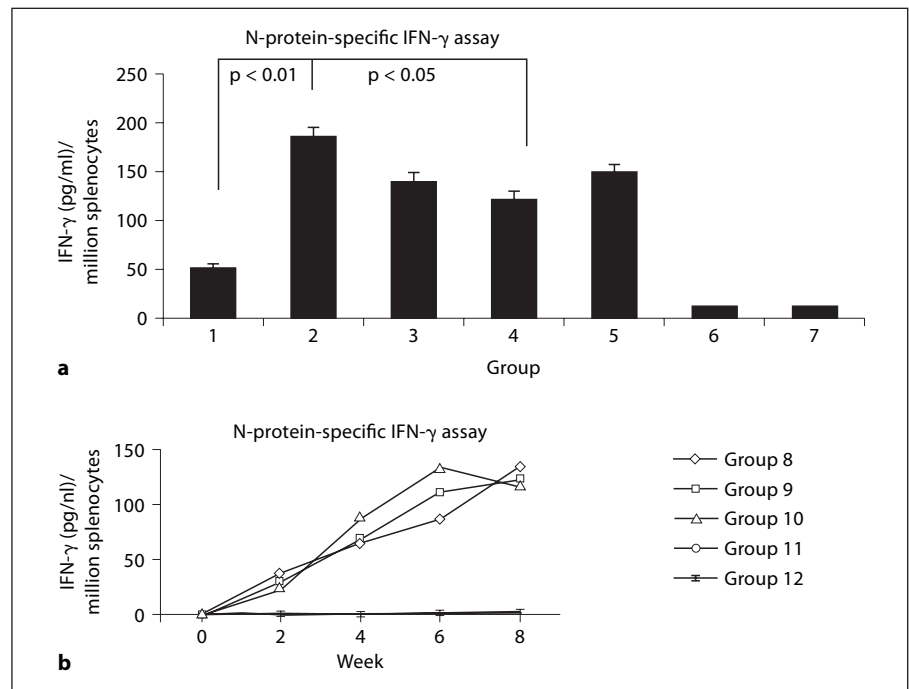 N-protein-specific IFN-γ assay
p < 0.01
p < 0.05
250
200
150
100
50
0
IFN-γ (pg/ml)/
million splenocytes
1 2 3 4 5 6 7
a
Group
N-protein-specific IFN-γ assay
150
100
50
0
IFN-γ (pg/nl)/
million splenocytes
0 2 4 6 8
b
Week
Group 8
Group 9
Group 10
Group 11
Group 12